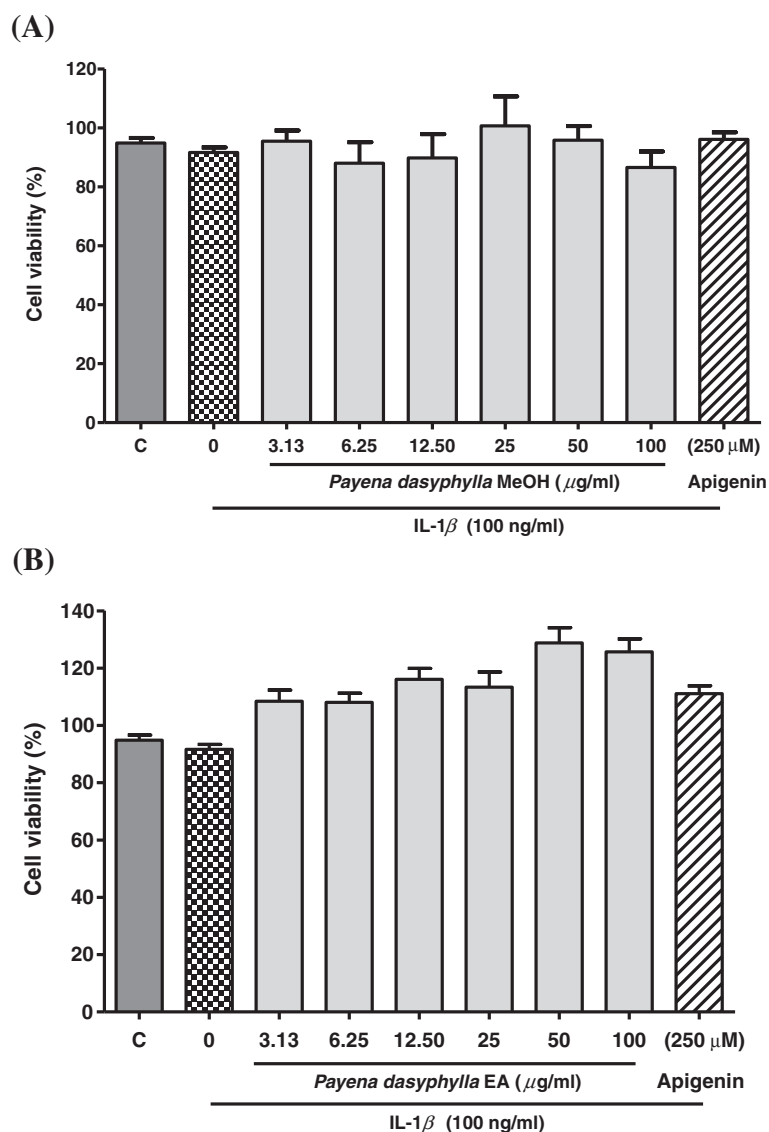 (A)
120
100
80
60
40
20
0
Cell viability (%)
C 0 3.13 6.25 12.50 25 50 100 (250 μM)
Payena dasyphylla MeOH (μg/ml) Apigenin
IL-1β (100 ng/ml)
(B)
140
120
100
80
60
40
20
0
Cell viability (%)
C 0 3.13 6.25 12.50 25 50 100 (250 μM)
Payena dasyphylla EA (μg/ml) Apigenin
IL-1β (100 ng/ml)